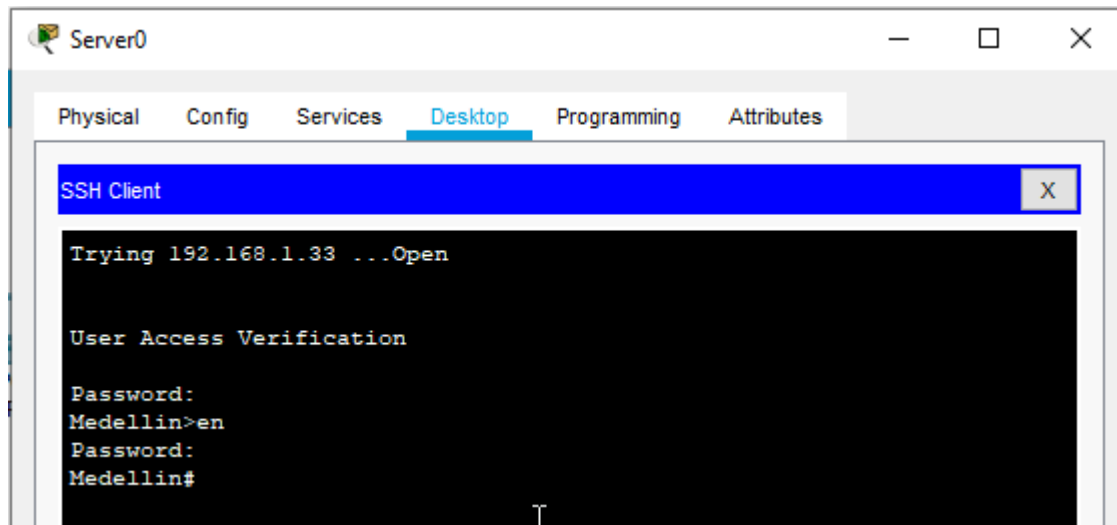 Server0
Physical Config Services Desktop Programming Attributes
SSH Client X
Trying 192.168.1.33 ...Open
User Access Verification
Password:
Medellin>en
Password:
Medellin#